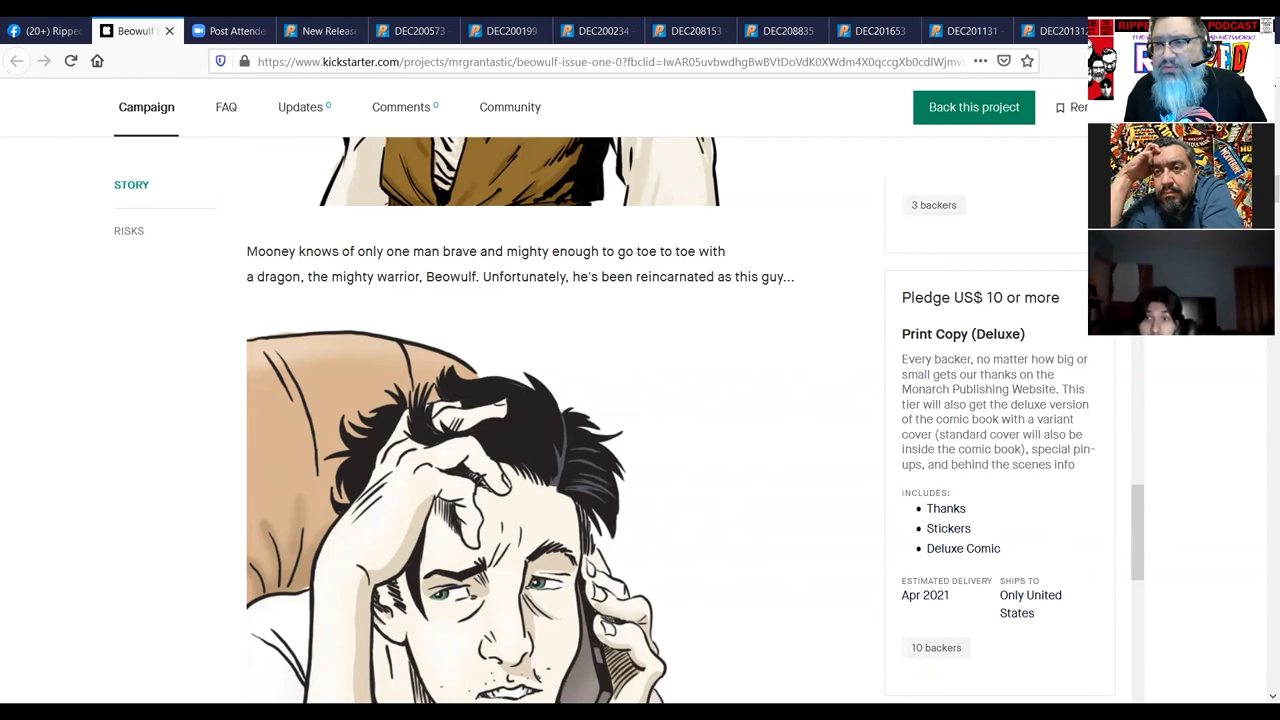 (20+) Rippe
Beowulf I
Post Attende
New Release
DEC200673
DEC200
DEC200234
DEC208153
DEC208835
DEC201653
DEC201131
DEC201312
https://www.kickstarter.com/projects/mrgrantastic/beowulf-issue-one-0?fbclid=
Campaign
FAQ
Updates 0
Comments 0
Community
Back this project
Rem
PODCAST
STORY
RISKS
3 backers
Mooney knows of only one man brave and mighty enough to go toe to toe with
a dragon, the mighty warrior, Beowulf. Unfortunately, he's been reincarnated as this guy...
Pledge US$ 10 or more
Print Copy (Deluxe)
Every backer, no matter how big or
small gets our thanks on the
Monarch Publishing Website. This
tier will also get the deluxe version
of the comic book with a variant
cover (standard cover will also be
inside the comic book), special pin-
ups, and behind the scenes info
INCLUDES:
• Thanks
• Stickers
• Deluxe Comic
ESTIMATED DELIVERY
Apr 2021
SHIPS TO
Only United
States
10 backers